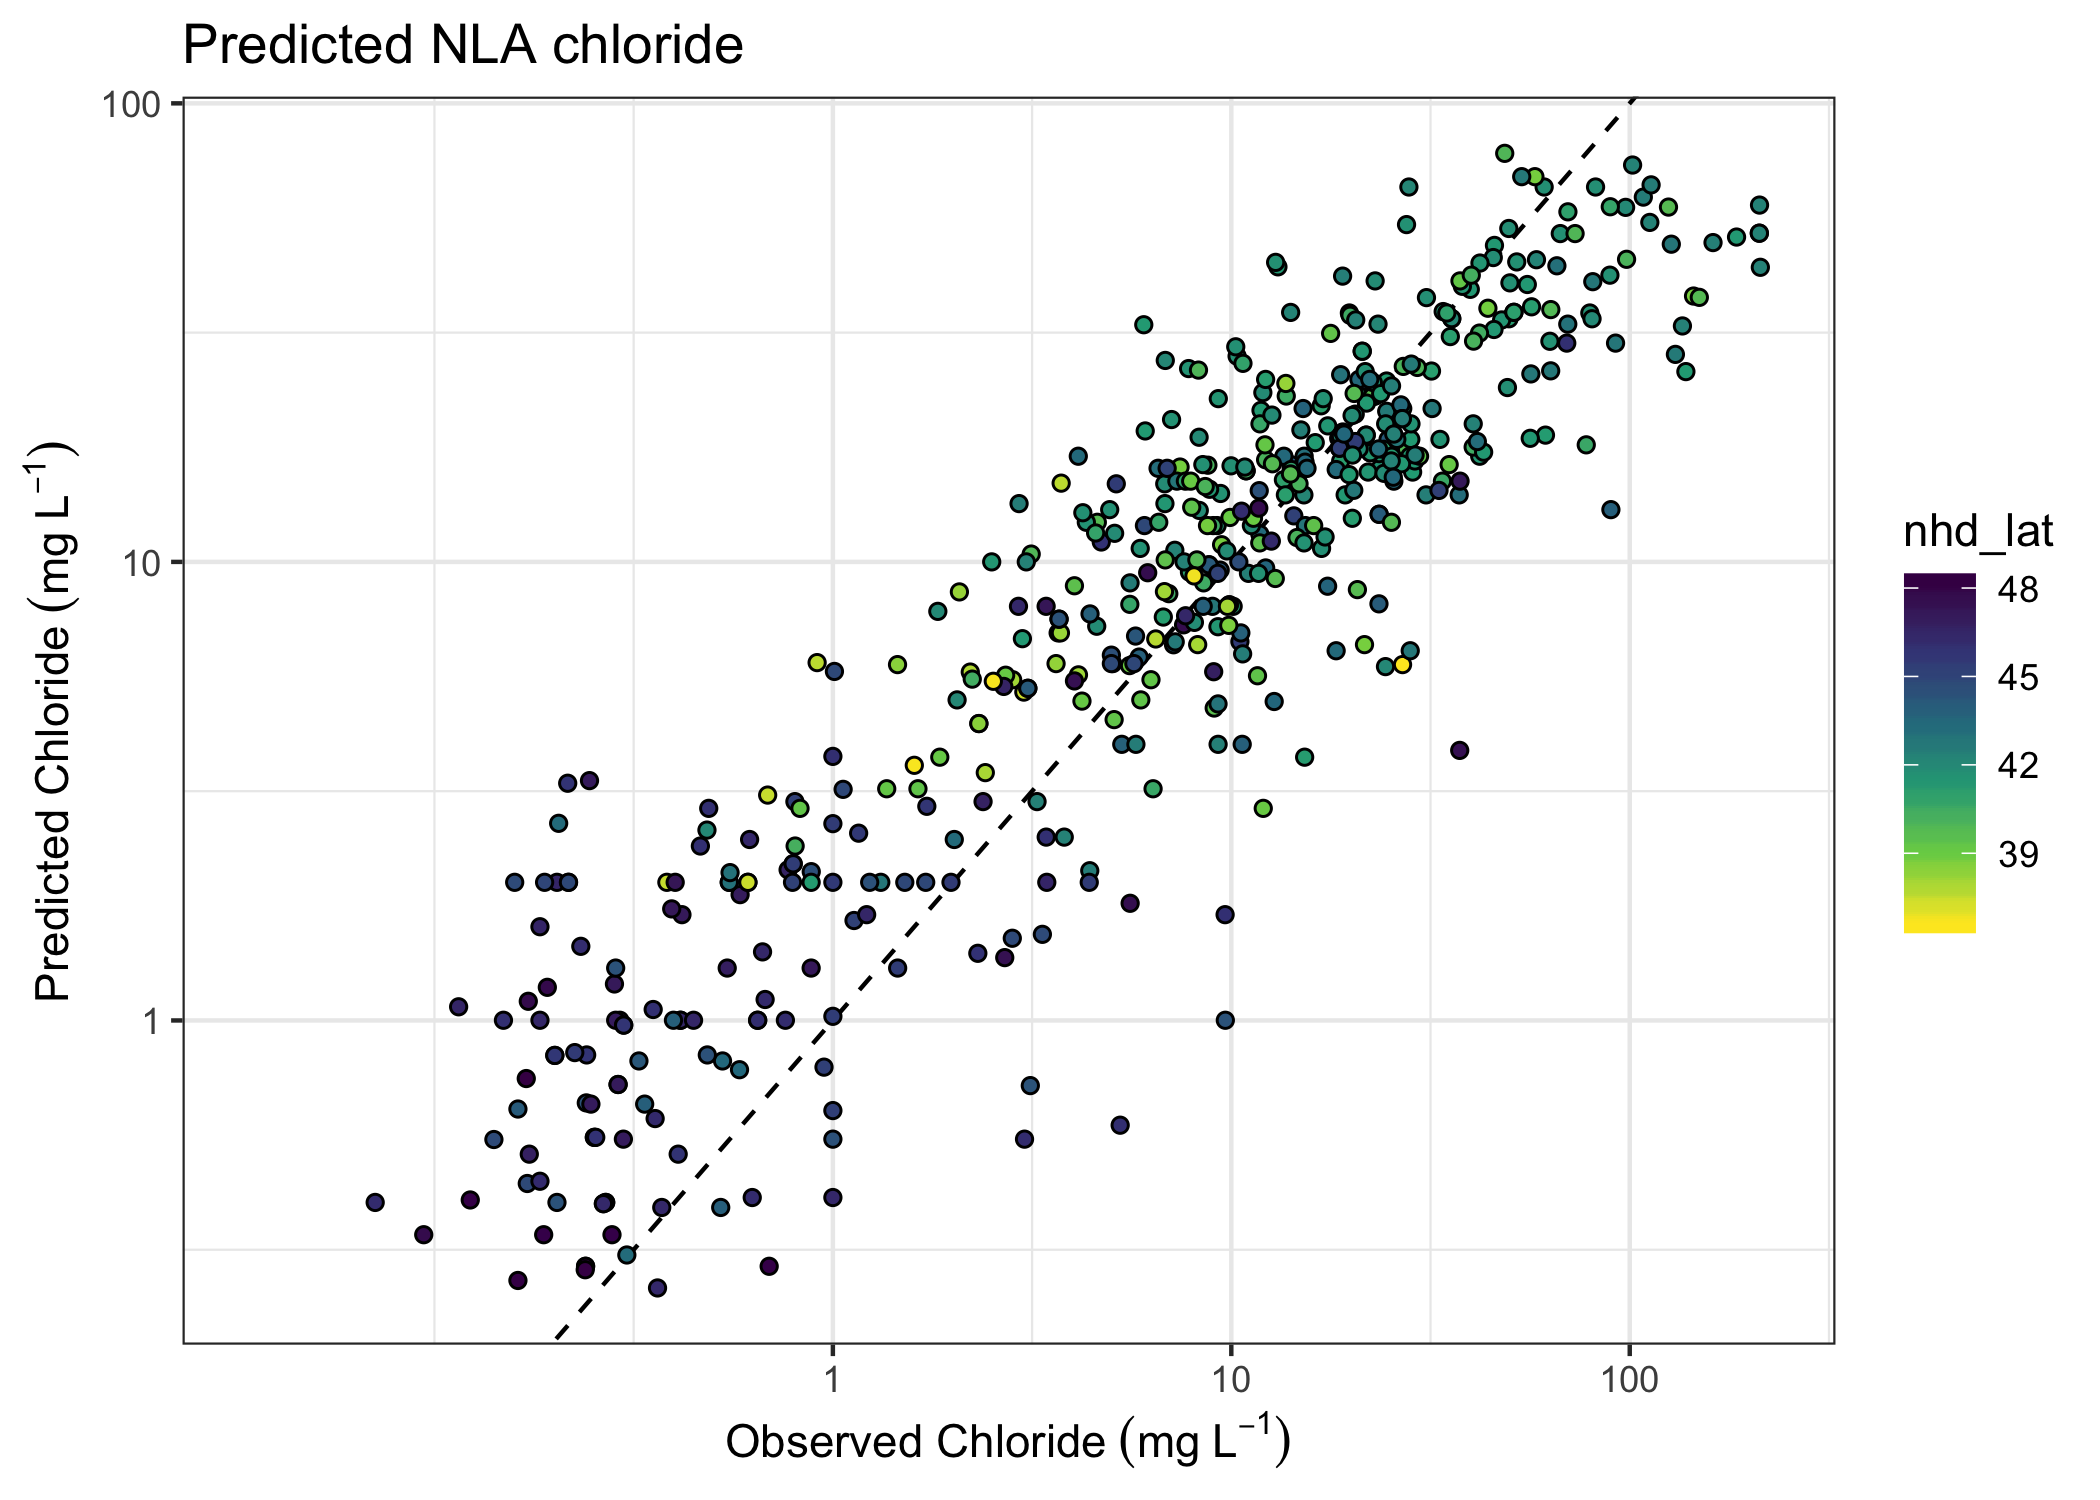 Predicted NLA chloride
100
10
1
Predicted Chloride (mg L⁻¹)
1
10
100
Observed Chloride (mg L⁻¹)
nhd_lat
48
45
42
39